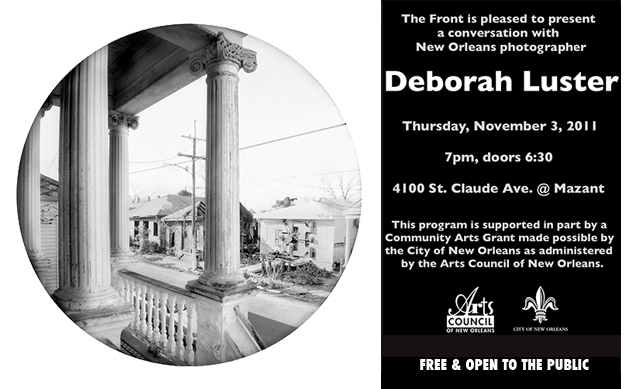 The Front is pleased to present
a conversation with
New Orleans photographer
Deborah Luster
Thursday, November 3, 2011
7pm, doors 6:30
4100 St. Claude Ave. @ Mazant
This program is supported in part by a
Community Arts Grant made possible by
the City of New Orleans as administered
by the Arts Council of New Orleans.
Arts
COUNCIL
OF NEW ORLEANS
CITY OF NEW ORLEANS
FREE & OPEN TO THE PUBLIC